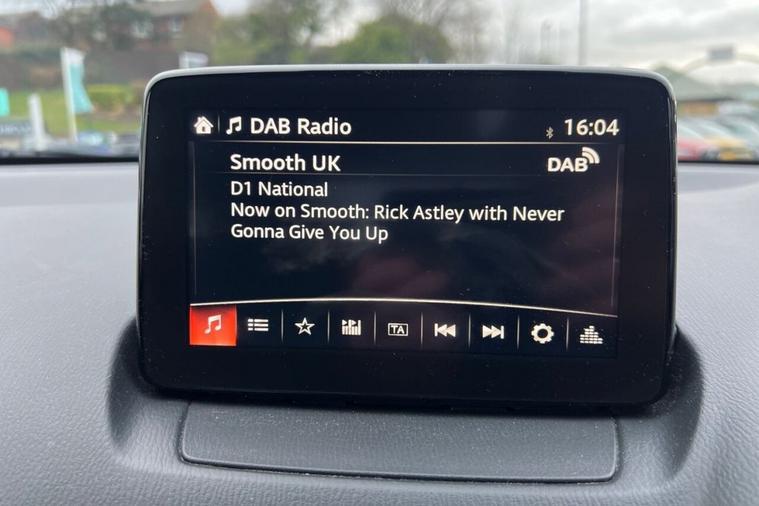 DAB Radio 16:04
Smooth UK DAB
D1 National
Now on Smooth: Rick Astley with Never
Gonna Give You Up
TA